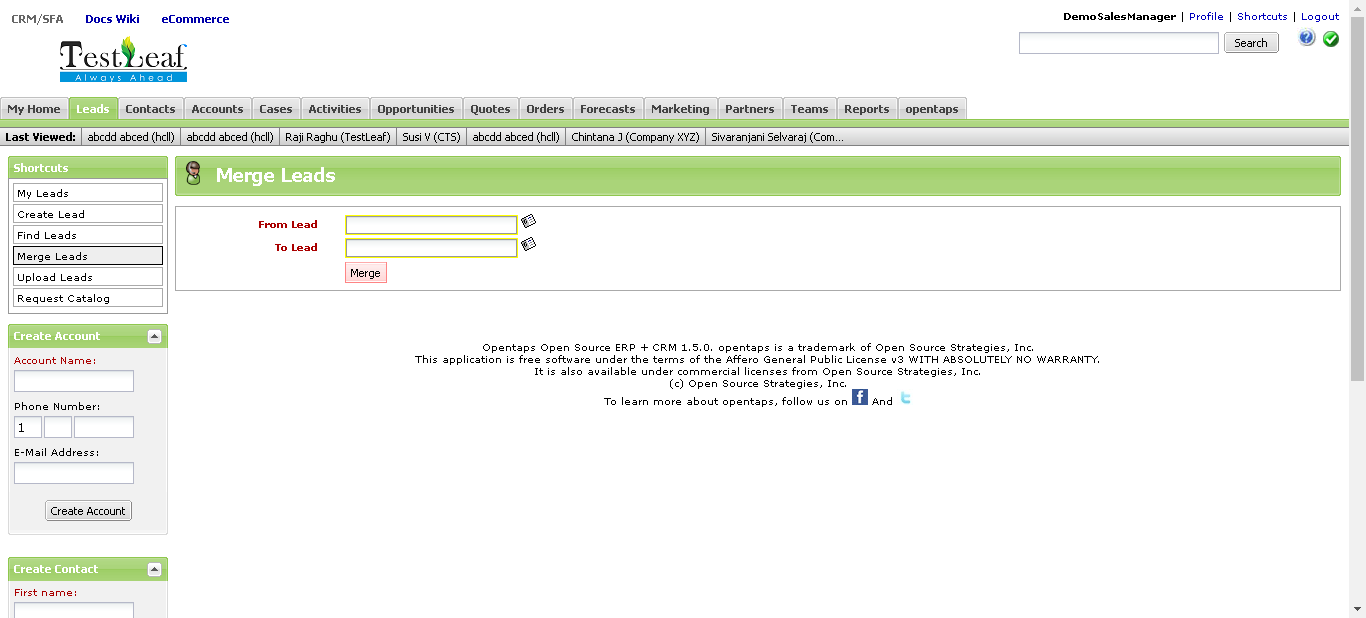 CRM/SFA Docs Wiki eCommerce
DemoSalesManager | Profile | Shortcuts | Logout
Search
TestLeaf
Always Ahead
My Home Leads Contacts Accounts Cases Activities Opportunities Quotes Orders Forecasts Marketing Partners Teams Reports opentaps
Last Viewed: abcdd abced (hcl) abcdd abced (hcl) Raji Raghu (TestLeaf) Susi V (CTS) abcdd abced (hcl) Chintana J (Company XYZ) Sivaranjani Selvaraj (Com...
Shortcuts
My Leads
Create Lead
Find Leads
Merge Leads
Upload Leads
Request Catalog
Create Account
Account Name:
Phone Number:
1
E-Mail Address:
Create Account
Create Contact
First name:
Merge Leads
From Lead
To Lead
Merge
Opentaps Open Source ERP + CRM 1.5.0. opentaps is a trademark of Open Source Strategies, Inc.
This application is free software under the terms of the Affero General Public License v3 WITH ABSOLUTELY NO WARRANTY.
It is also available under commercial licenses from Open Source Strategies, Inc.
(c) Open Source Strategies, Inc.
To learn more about opentaps, follow us on f And t